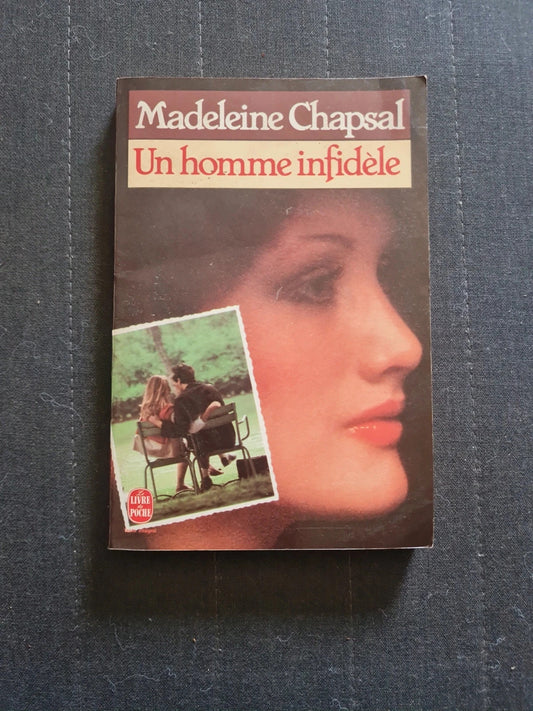 Madeleine Chapsal
Un homme infidèle
Le
LIVRE
de
POCHE